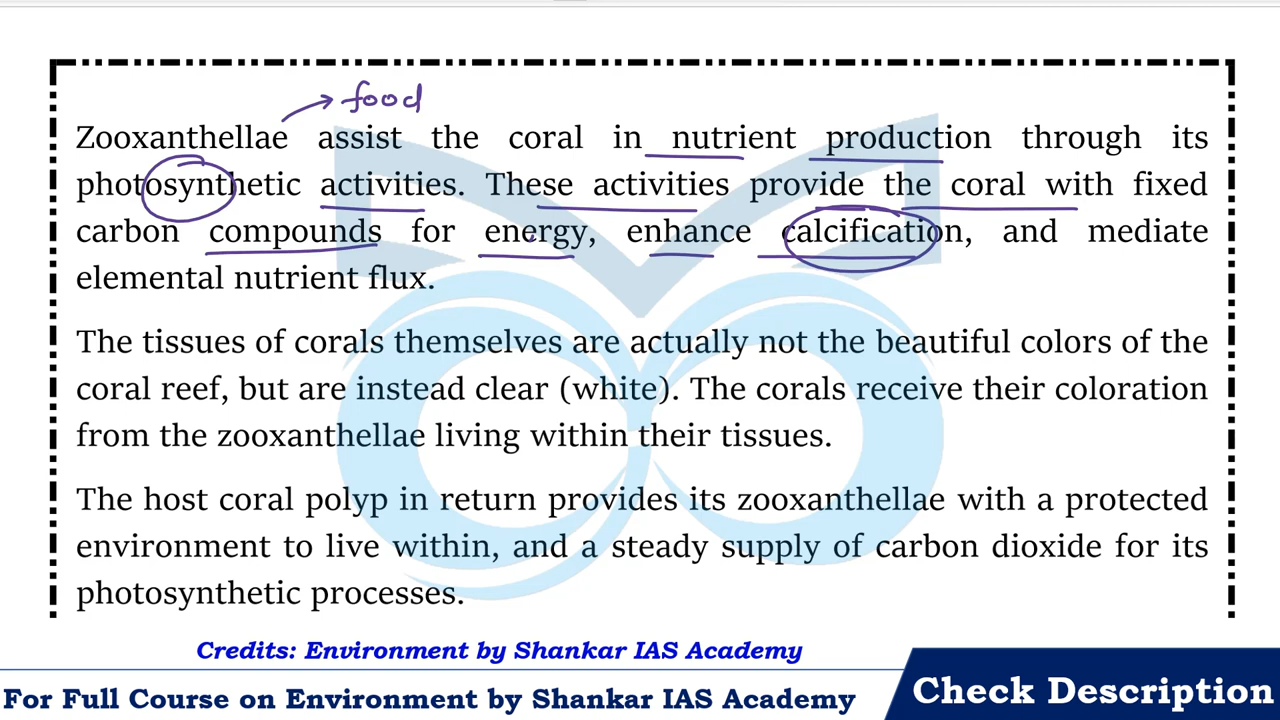 food
Zooxanthellae assist the coral in nutrient production through its
photosynthetic activities. These activities provide the coral with fixed
carbon compounds for energy, enhance calcification, and mediate
elemental nutrient flux.
The tissues of corals themselves are actually not the beautiful colors of the
coral reef, but are instead clear (white). The corals receive their coloration
from the zooxanthellae living within their tissues.
The host coral polyp in return provides its zooxanthellae with a protected
environment to live within, and a steady supply of carbon dioxide for its
photosynthetic processes.
Credits: Environment by Shankar IAS Academy
For Full Course on Environment by Shankar IAS Academy
Check Description